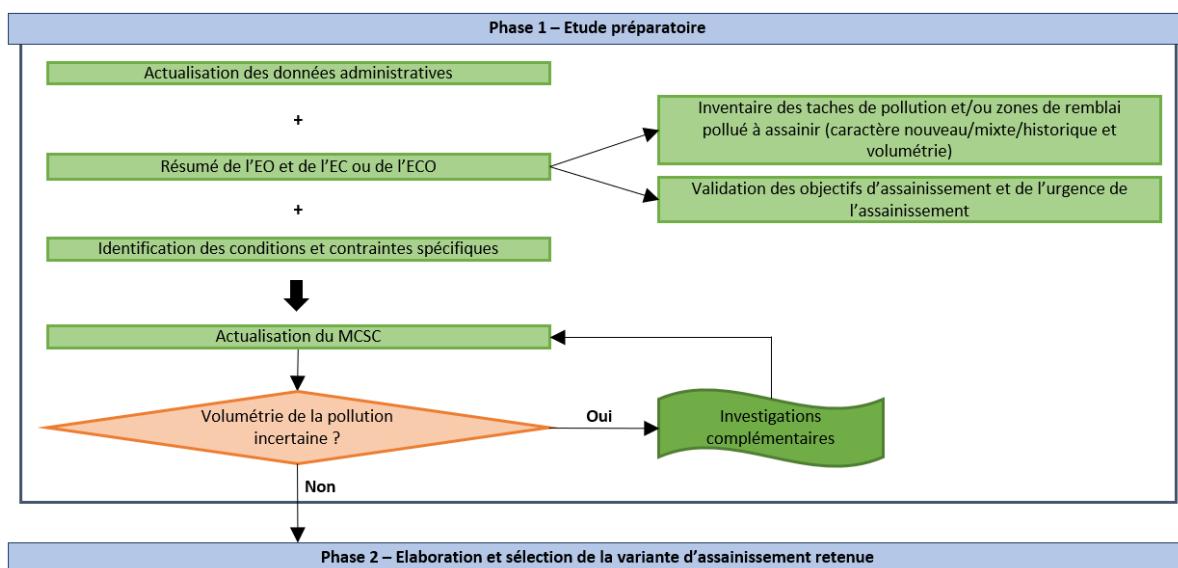 Phase 1 – Etude préparatoire
Actualisation des données administratives
+
Résumé de l’EO et de l’EC ou de l’ECO
+
Identification des conditions et contraintes spécifiques
Inventaire des taches de pollution et/ou zones de remblai
pollué à assainir (caractère nouveau/mixte/historique et
volumétrie)
Validation des objectifs d’assainissement et de l’urgence de
l’assainissement
Actualisation du MCSC
Volumétrie de la pollution
incertaine ?
Oui
Investigations
complémentaires
Non
Phase 2 – Elaboration et sélection de la variante d’assainissement retenue